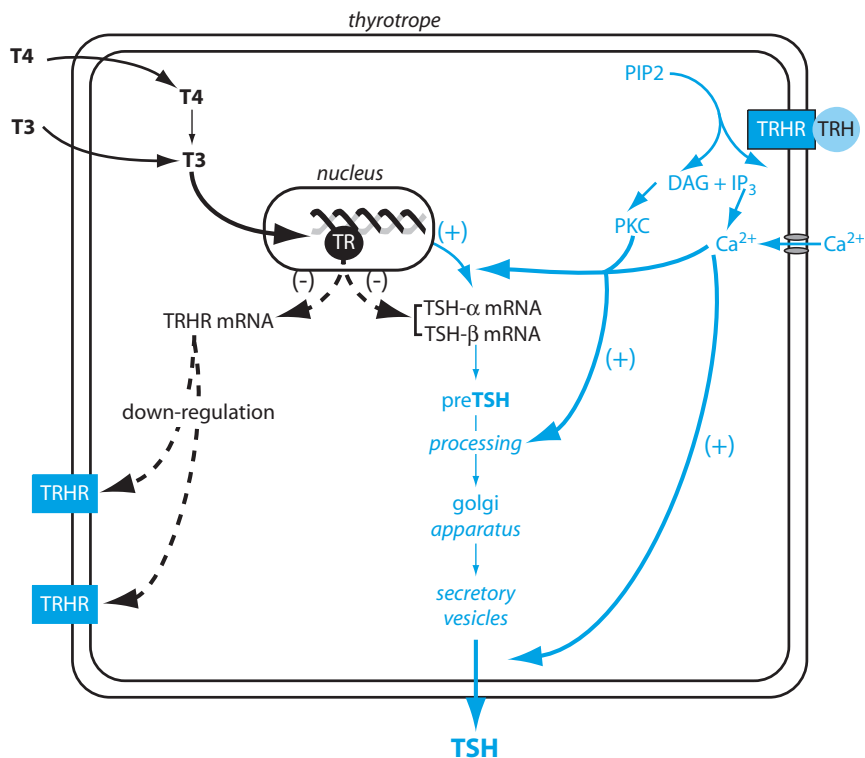 thyrotrope
T4
T4
T3
T3
PIP2
TRHR
TRH
nucleus
DAG + IP₃
TR
(+)
PKC
Ca²⁺
Ca²⁺
(-)
(-)
TRHR mRNA
TSH-α mRNA
TSH-β mRNA
(+)
preTSH
down-regulation
processing
(+)
TRHR
golgi
apparatus
TRHR
secretory
vesicles
TSH